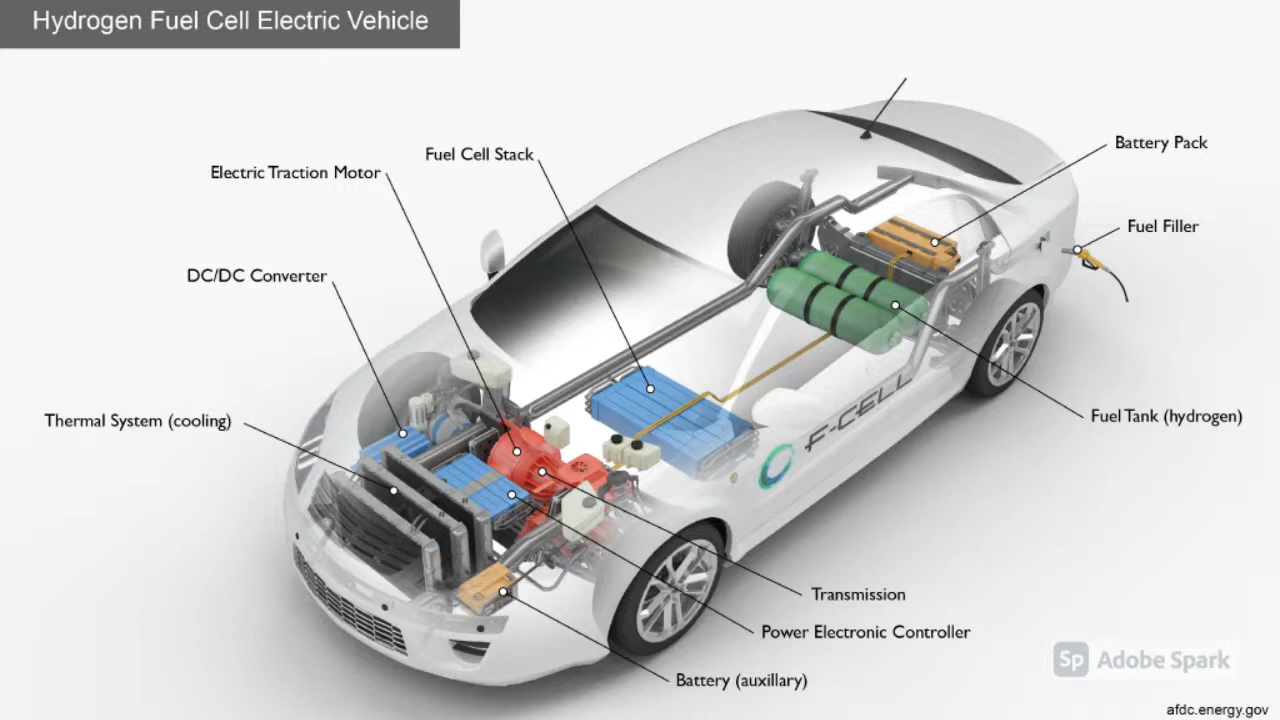 Hydrogen Fuel Cell Electric Vehicle
Battery Pack
Fuel Cell Stack
Electric Traction Motor
Fuel Filler
DC/DC Converter
Fuel Tank (hydrogen)
Thermal System (cooling)
F-CELL
Transmission
Power Electronic Controller
Battery (auxillary)
Sp Adobe Spark
afdc.energy.gov